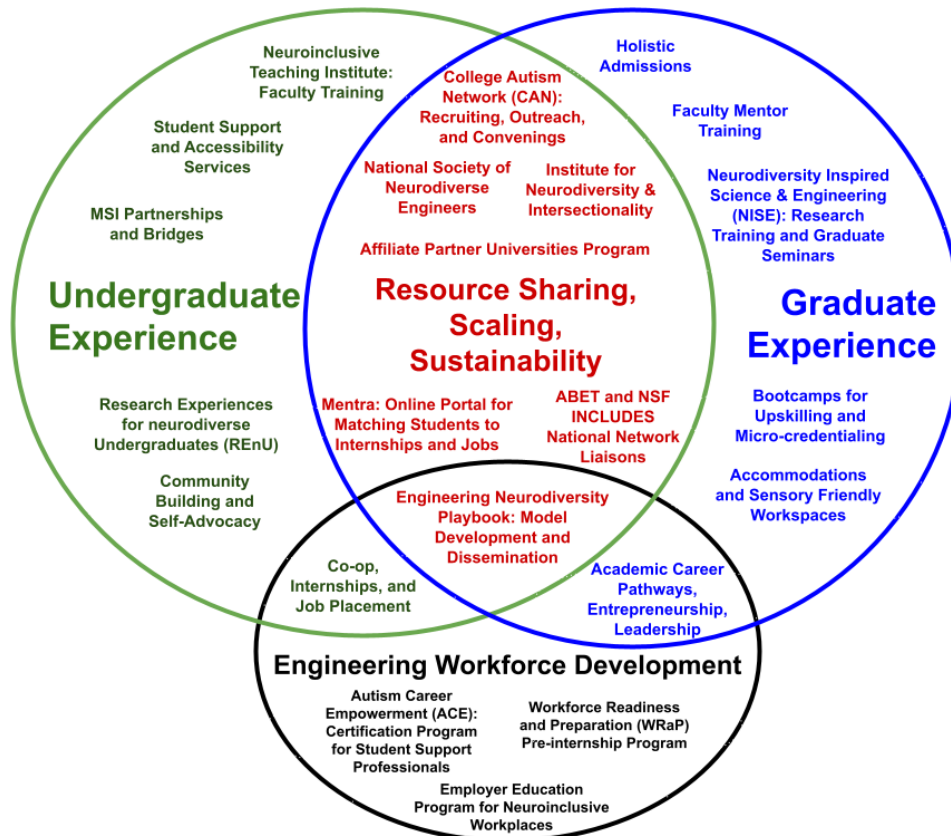 Neuroinclusive
Teaching Institute:
Faculty Training
Student Support
and Accessibility
Services
MSI Partnerships
and Bridges
Undergraduate
Experience
Research Experiences
for neurodiverse
Undergraduates (REnU)
Community
Building and
Self-Advocacy
College Autism
Network (CAN):
Recruiting, Outreach,
and Convenings
National Society of
Neurodiverse
Engineers
Institute for
Neurodiversity &
Intersectionality
Affiliate Partner Universities Program
Resource Sharing,
Scaling,
Sustainability
Mentra: Online Portal for
Matching Students to
Internships and Jobs
ABET and NSF
INCLUDES
National Network
Liaisons
Holistic
Admissions
Faculty Mentor
Training
Neurodiversity Inspired
Science & Engineering
(NISE): Research
Training and Graduate
Seminars
Graduate
Experience
Bootcamps for
Upskilling and
Micro-credentialing
Accommodations
and Sensory Friendly
Workspaces
Engineering Neurodiversity
Playbook: Model
Development and
Dissemination
Co-op,
Internships, and
Job Placement
Academic Career
Pathways,
Entrepreneurship,
Leadership
Engineering Workforce Development
Autism Career
Empowerment (ACE):
Certification Program
for Student Support
Professionals
Workforce Readiness
and Preparation (WRaP)
Pre-internship Program
Employer Education
Program for Neuroinclusive
Workplaces